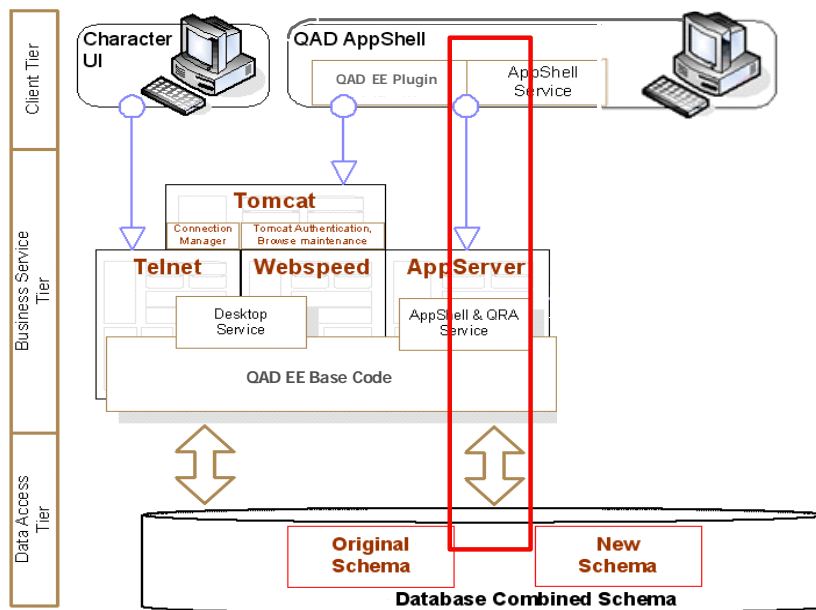 Client Tier
Character
UI
QAD AppShell
QAD EE Plugin
AppShell
Service
Business Service
Tier
Tomcat
Connection
Manager
Tomcat Authentication,
Browse maintenance
Telnet
Webspeed
AppServer
Desktop
Service
AppShell & QRA
Service
QAD EE Base Code
Data Access
Tier
Original
Schema
New
Schema
Database Combined Schema